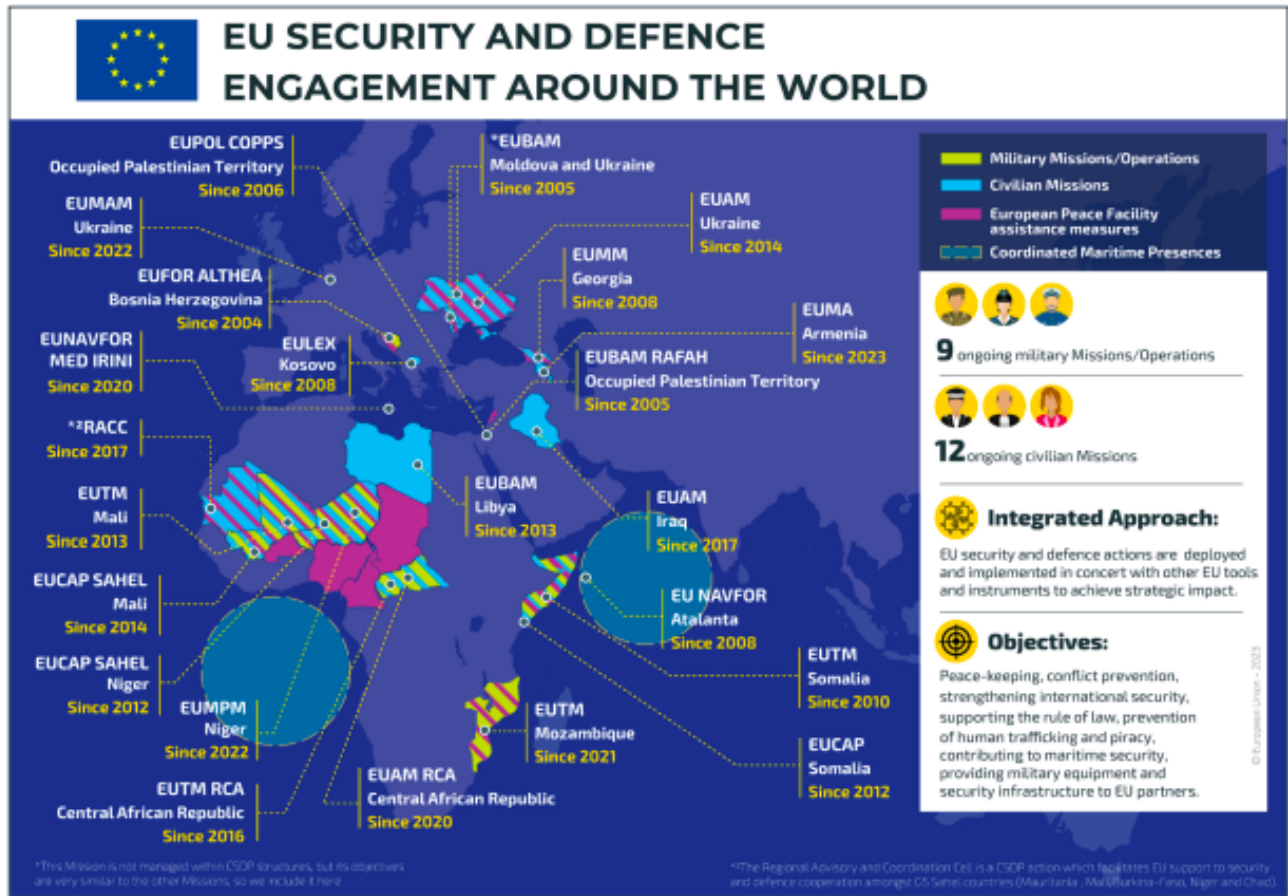 EU SECURITY AND DEFENCE
ENGAGEMENT AROUND THE WORLD
EUPOL COPPS
Occupied Palestinian Territory
Since 2006
*EUBAM
Moldova and Ukraine
Since 2005
EUMAM
Ukraine
Since 2022
EUAM
Ukraine
Since 2014
EUFOR ALTHEA
Bosnia Herzegovina
Since 2004
EUMM
Georgia
Since 2008
EUMA
Armenia
Since 2023
EUNAVFOR
MED IRINI
Since 2020
EULEX
Kosovo
Since 2008
EUBAM RAFAH
Occupied Palestinian Territory
Since 2005
*²RACC
Since 2017
EUTM
Mali
Since 2013
EUBAM
Libya
Since 2013
EUAM
Iraq
Since 2017
EUCAP SAHEL
Mali
Since 2014
EU NAVFOR
Atalanta
Since 2008
EUCAP SAHEL
Niger
Since 2012
EUTM
Somalia
Since 2010
EUMPM
Niger
Since 2022
EUTM
Mozambique
Since 2021
EUCAP
Somalia
Since 2012
EUTM RCA
Central African Republic
Since 2016
EUAM RCA
Central African Republic
Since 2020
Military Missions/Operations
Civilian Missions
European Peace Facility
assistance measures
Coordinated Maritime Presences
9 ongoing military Missions/Operations
12 ongoing civilian Missions
Integrated Approach:
EU security and defence actions are deployed
and implemented in concert with other EU tools
and instruments to achieve strategic impact.
Objectives:
Peace-keeping, conflict prevention,
strengthening international security,
supporting the rule of law, prevention
of human trafficking and piracy,
contributing to maritime security,
providing military equipment and
security infrastructure to EU partners.
© European Union - 2023
*This Mission is not managed within CSDP structures, but its objectives
are very similar to the other Missions, so we include it here
*²The Regional Advisory and Coordination Cell is a CSDP action which facilitates EU support to security
and defence cooperation amongst G5 Sahel countries (Mauritania, Mali, Burkina-Faso, Niger and Chad).